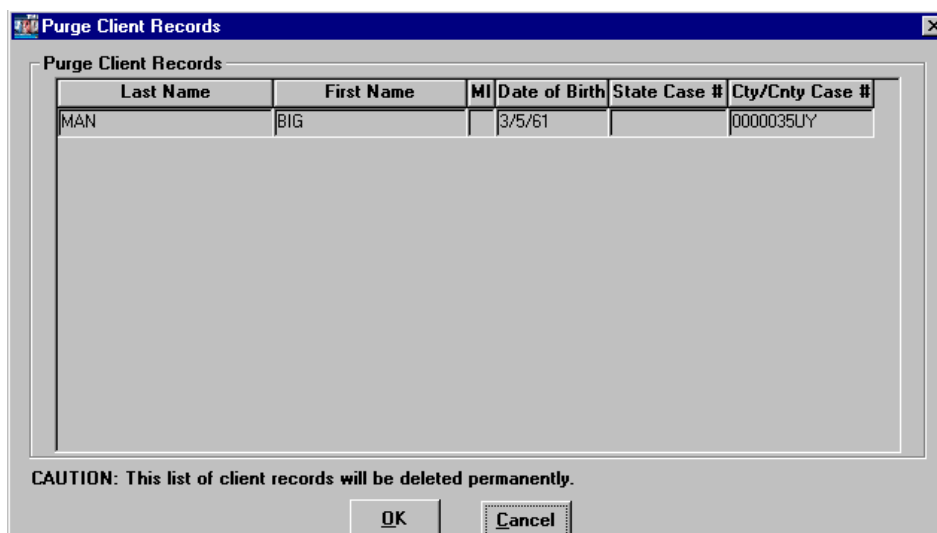 Purge Client Records
Purge Client Records
Last Name First Name MI Date of Birth State Case # Cty/Cnty Case #
MAN BIG 3/5/61 0000035UY
CAUTION: This list of client records will be deleted permanently.
OK Cancel